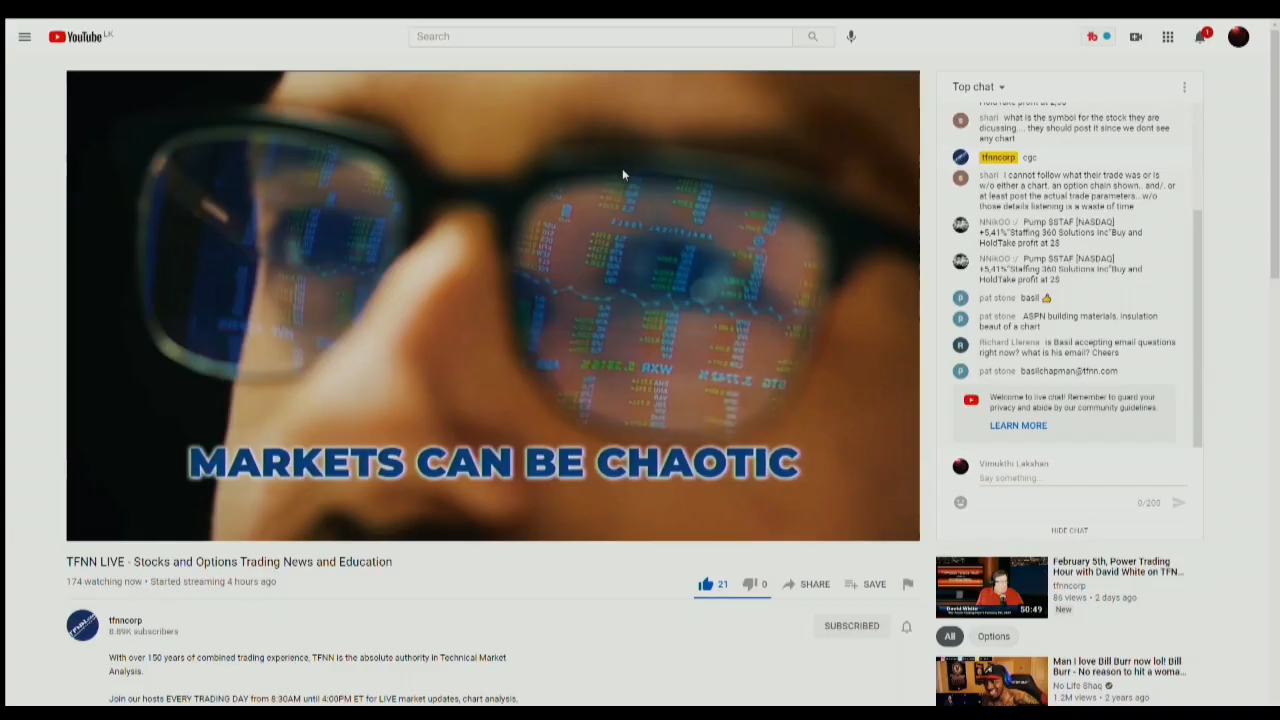 YouTube LK
Search
1
Top chat
HoldTake profit at 2,5$
shari what is the symbol for the stock they are
dicussing.... they should post it since we dont see
any chart
tfnncorp cgc
shari I cannot follow what their trade was or is
w/o either a chart, an option chain shown.. and/. or
at least post the actual trade parameters.. w/o
those details listening is a waste of time
NNikOO :/ Pump $STAF [NASDAQ]
+5,41%"Staffing 360 Solutions Inc"Buy and
HoldTake profit at 2$
NNikOO :/ Pump $STAF [NASDAQ]
+5,41%"Staffing 360 Solutions Inc"Buy and
HoldTake profit at 2$
pat stone basil 👍
pat stone ASPN building materials, insulation
beaut of a chart
Richard Llerena is Basil accepting email questions
right now? what is his email? Cheers
pat stone basilchapman@tfnn.com
Welcome to live chat! Remember to guard your
privacy and abide by our community guidelines.
LEARN MORE
Vimukthi Lakshan
Say something...
0/200
HIDE CHAT
MARKETS CAN BE CHAOTIC
TFNN LIVE - Stocks and Options Trading News and Education
174 watching now • Started streaming 4 hours ago
21 0 SHARE SAVE
tfnncorp
8.89K subscribers
SUBSCRIBED
With over 150 years of combined trading experience, TFNN is the absolute authority in Technical Market
Analysis.
Join our hosts EVERY TRADING DAY from 8:30AM until 4:00PM ET for LIVE market updates, chart analysis,
February 5th, Power Trading
Hour with David White on TFN...
tfnncorp
86 views • 2 days ago
New
David White
50:49
All Options
Man I love Bill Burr now lol! Bill
Burr - No reason to hit a woma...
No Life Shaq
1.2M views • 2 years ago